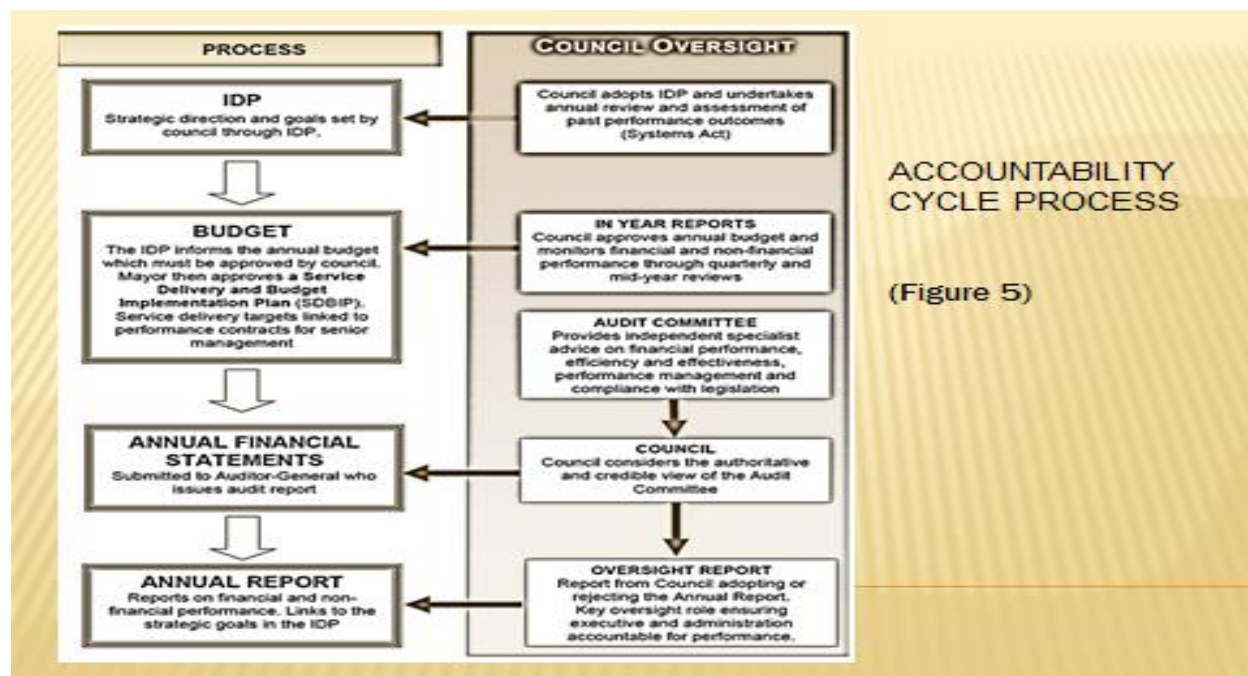 PROCESS
IDP
Strategic direction and goals set by
council through IDP.
BUDGET
The IDP informs the annual budget
which must be approved by council.
Mayor then approves a Service
Delivery and Budget
Implementation Plan (SDBIP).
Service delivery targets linked to
performance contracts for senior
management
ANNUAL FINANCIAL
STATEMENTS
Submitted to Auditor-General who
issues audit report
ANNUAL REPORT
Reports on financial and non-
financial performance. Links to the
strategic goals in the IDP
COUNCIL OVERSIGHT
Council adopts IDP and undertakes
annual review and assessment of
past performance outcomes
(Systems Act)
IN YEAR REPORTS
Council approves annual budget and
monitors financial and non-financial
performance through quarterly and
mid-year reviews
AUDIT COMMITTEE
Provides independent specialist
advice on financial performance,
efficiency and effectiveness,
performance management and
compliance with legislation
COUNCIL
Council considers the authoritative
and credible view of the Audit
Committee
OVERSIGHT REPORT
Report from Council adopting or
rejecting the Annual Report.
Key oversight role ensuring
executive and administration
accountable for performance.
ACCOUNTABILITY
CYCLE PROCESS
(Figure 5)